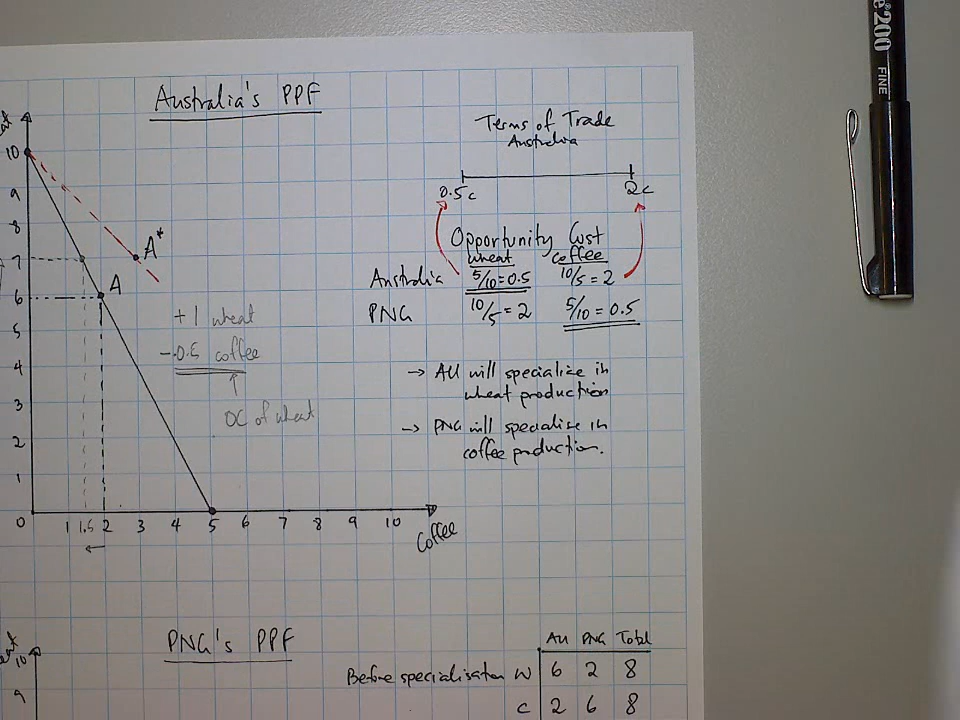 Australia's PPF
Terms of Trade
Australia
0.5c 2c
Opportunity Cost
wheat coffee
Australia 5/10 = 0.5 10/5 = 2
PNG 10/5 = 2 5/10 = 0.5
→ AU will specialize in
wheat production
→ PNG will specialise in
coffee production.
10
9
8
7
6
5
4
3
2
1
0 1 1.5 2 3 4 5 6 7 8 9 10
Coffee
A*
A
+1 wheat
-0.5 coffee
OC of wheat
PNG's PPF
10
9
AU PNG Total
Before specialisation W 6 2 8
C 2 6 8
200
FINE